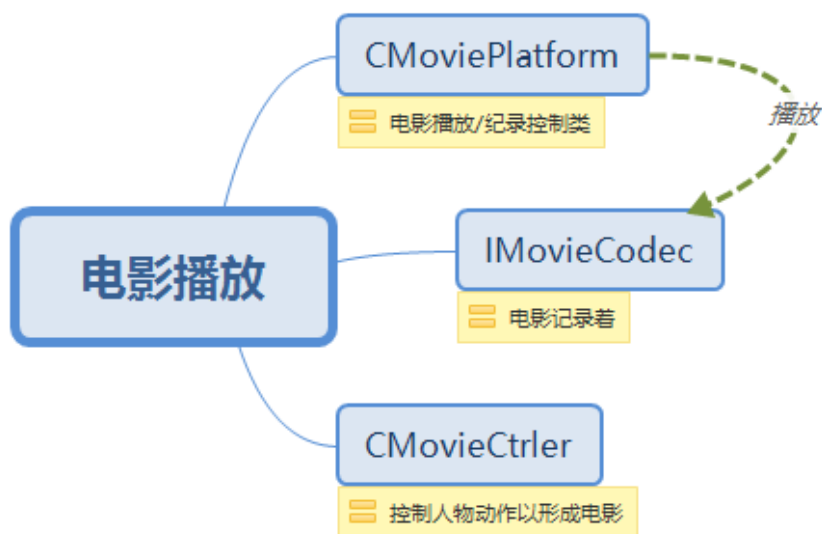 CMoviePlatform
电影播放/纪录控制类
播放
电影播放
IMovieCodec
电影记录着
CMovieCtrler
控制人物动作以形成电影